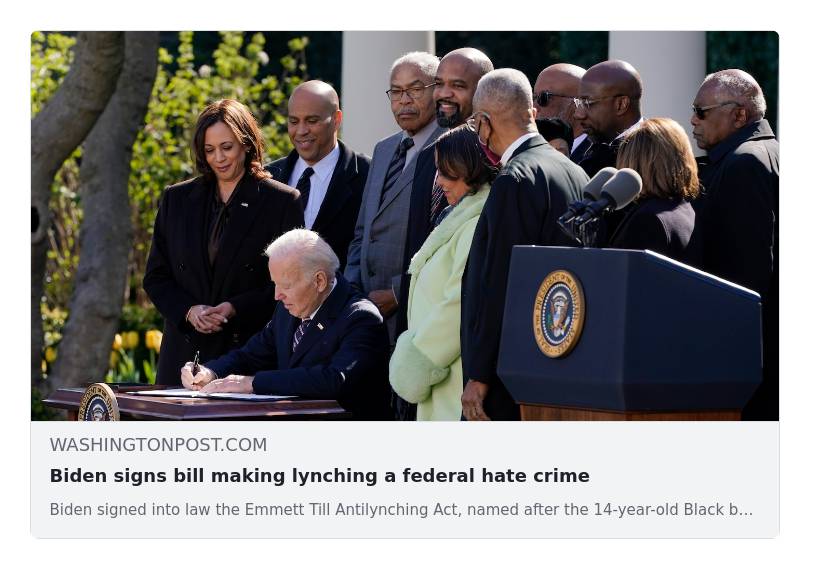 WASHINGTONPOST.COM
Biden signs bill making lynching a federal hate crime
Biden signed into law the Emmett Till Antilynching Act, named after the 14-year-old Black b...